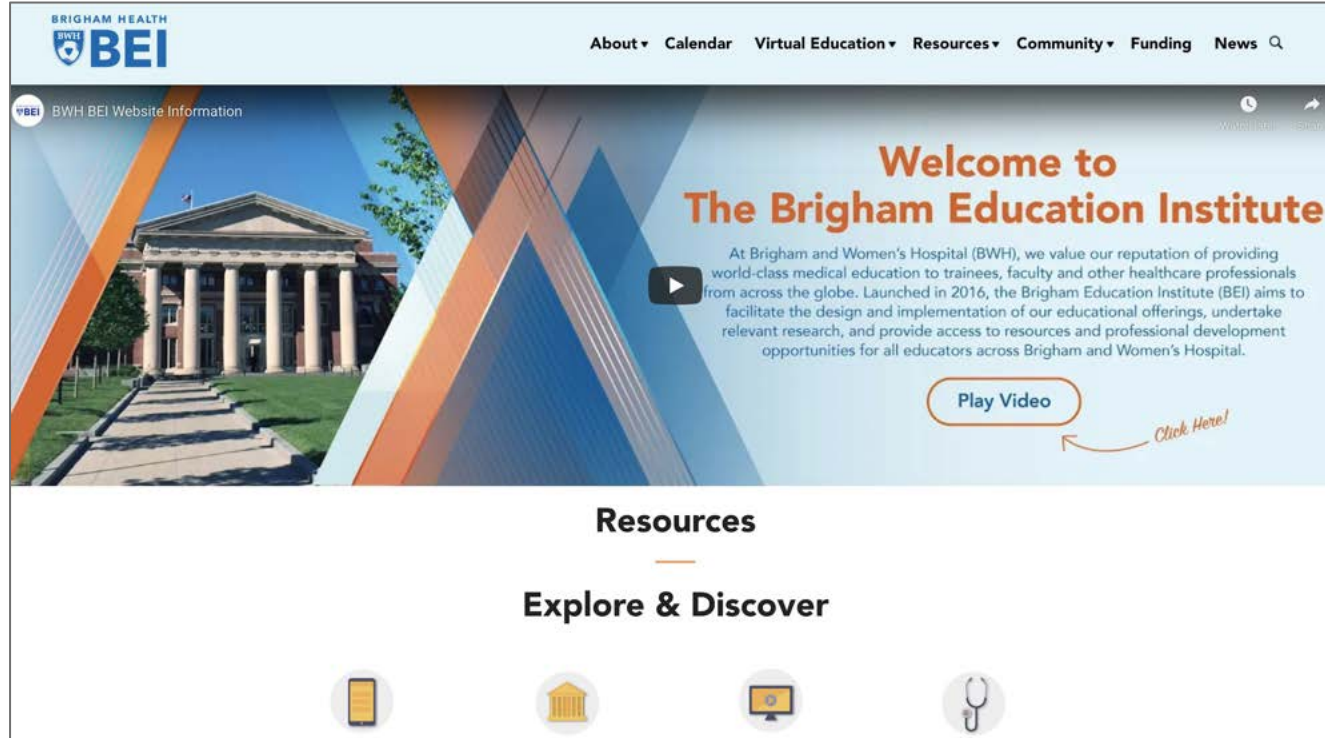 BRIGHAM HEALTH
BWH BEI
About Calendar Virtual Education Resources Community Funding News
BEI BWH BEI Website Information
Welcome to
The Brigham Education Institute
At Brigham and Women's Hospital (BWH), we value our reputation of providing
world-class medical education to trainees, faculty and other healthcare professionals
from across the globe. Launched in 2016, the Brigham Education Institute (BEI) aims to
facilitate the design and implementation of our educational offerings, undertake
relevant research, and provide access to resources and professional development
opportunities for all educators across Brigham and Women's Hospital.
Play Video
Click Here!
Resources
Explore & Discover